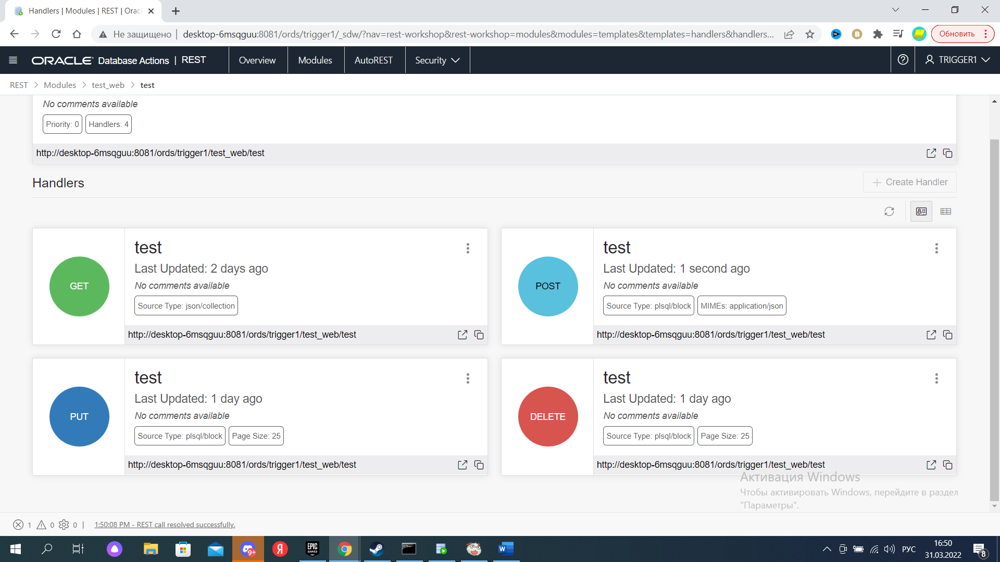 Handlers | Modules | REST | Orac
Не защищено | desktop-6msqguu:8081/ords/trigger1/_sdw/?nav=rest-workshop&rest-workshop=modules&modules=templates&templates=handlers&handlers...
Обновить
ORACLE Database Actions | REST
Overview
Modules
AutoREST
Security
TRIGGER1
REST > Modules > test_web > test
No comments available
Priority: 0
Handlers: 4
http://desktop-6msqguu:8081/ords/trigger1/test_web/test
Handlers
Create Handler
GET
test
Last Updated: 2 days ago
No comments available
Source Type: json/collection
http://desktop-6msqguu:8081/ords/trigger1/test_web/test
POST
test
Last Updated: 1 second ago
No comments available
Source Type: plsql/block
MIMEs: application/json
http://desktop-6msqguu:8081/ords/trigger1/test_web/test
PUT
test
Last Updated: 1 day ago
No comments available
Source Type: plsql/block
Page Size: 25
http://desktop-6msqguu:8081/ords/trigger1/test_web/test
DELETE
test
Last Updated: 1 day ago
No comments available
Source Type: plsql/block
Page Size: 25
http://desktop-6msqguu:8081/ords/trigger1/test_web/test
Активация Windows
Чтобы активировать Windows, перейдите в раздел
"Параметры".
1 0 0 | 1:50:08 PM - REST call resolved successfully.
9+
Я
EPIC
GAMES
W
РУС
16:50
31.03.2022
8